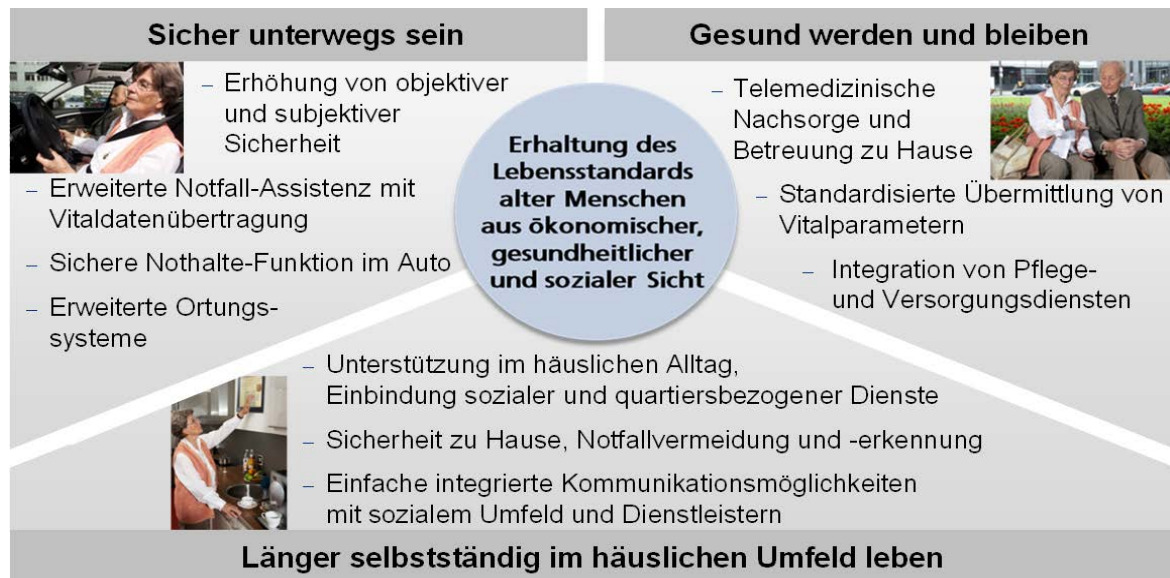 Sicher unterwegs sein
– Erhöhung von objektiver
und subjektiver
Sicherheit
– Erweiterte Notfall-Assistenz mit
Vitaldatenübertragung
– Sichere Nothalte-Funktion im Auto
– Erweiterte Ortungs-
systeme
Erhaltung des
Lebensstandards
alter Menschen
aus ökonomischer,
gesundheitlicher
und sozialer Sicht
Gesund werden und bleiben
– Telemedizinische
Nachsorge und
Betreuung zu Hause
– Standardisierte Übermittlung von
Vitalparametern
– Integration von Pflege-
und Versorgungsdiensten
– Unterstützung im häuslichen Alltag,
Einbindung sozialer und quartiersbezogener Dienste
– Sicherheit zu Hause, Notfallvermeidung und -erkennung
– Einfache integrierte Kommunikationsmöglichkeiten
mit sozialem Umfeld und Dienstleistern
Länger selbstständig im häuslichen Umfeld leben